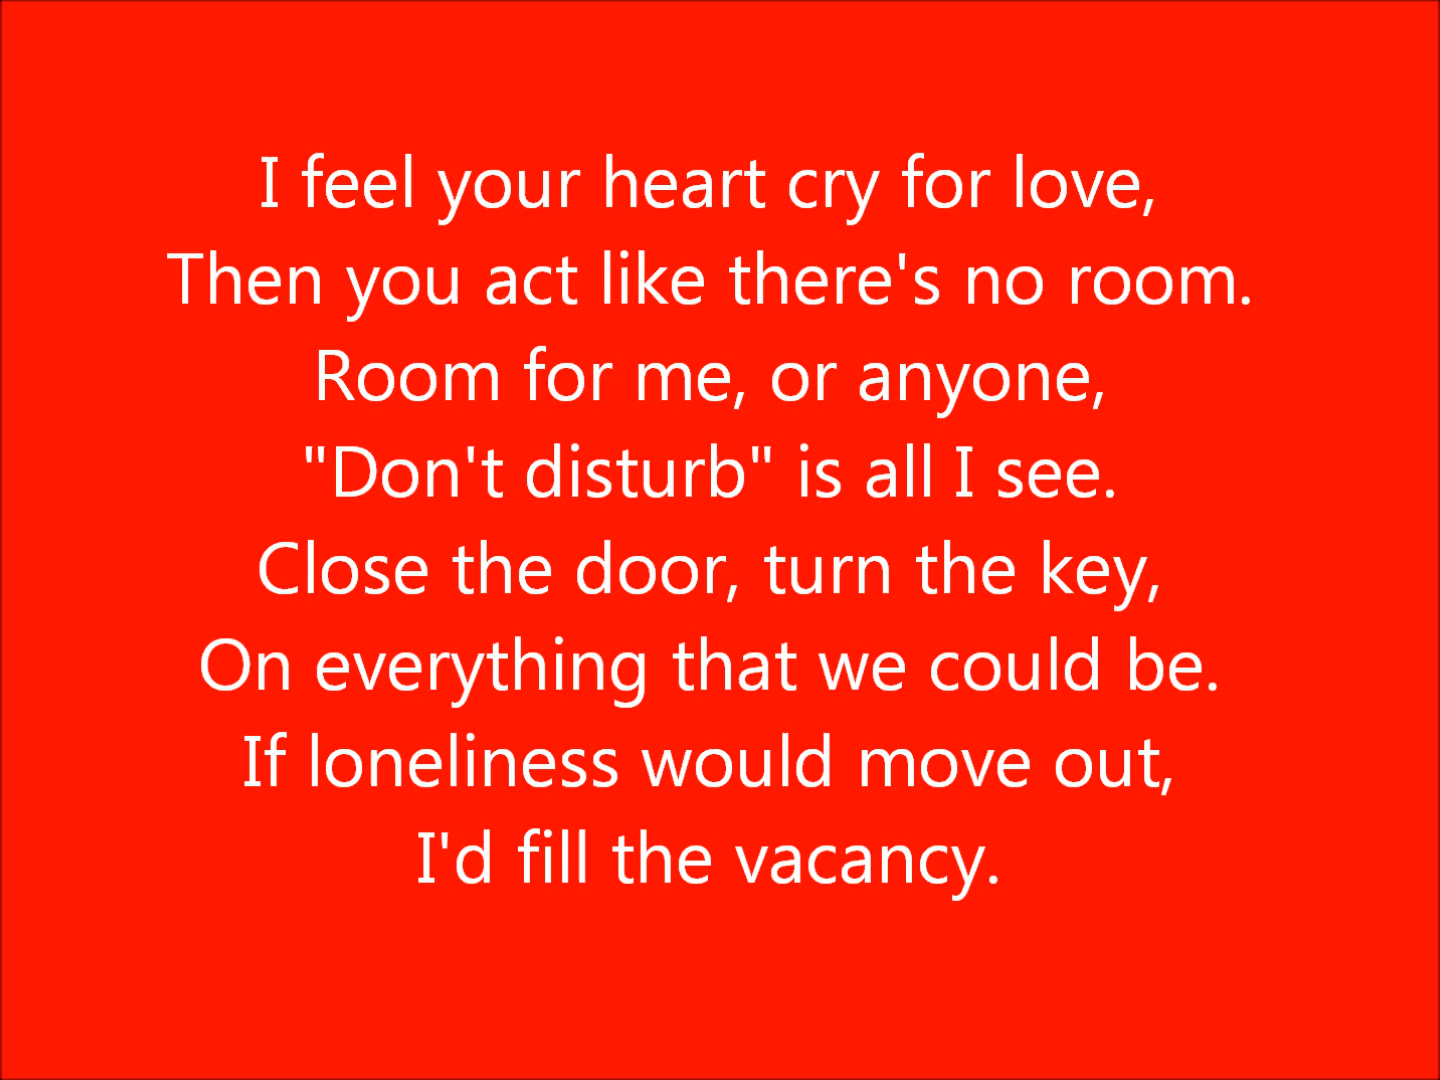 I feel your heart cry for love,
Then you act like there's no room.
Room for me, or anyone,
"Don't disturb" is all I see.
Close the door, turn the key,
On everything that we could be.
If loneliness would move out,
I'd fill the vacancy.